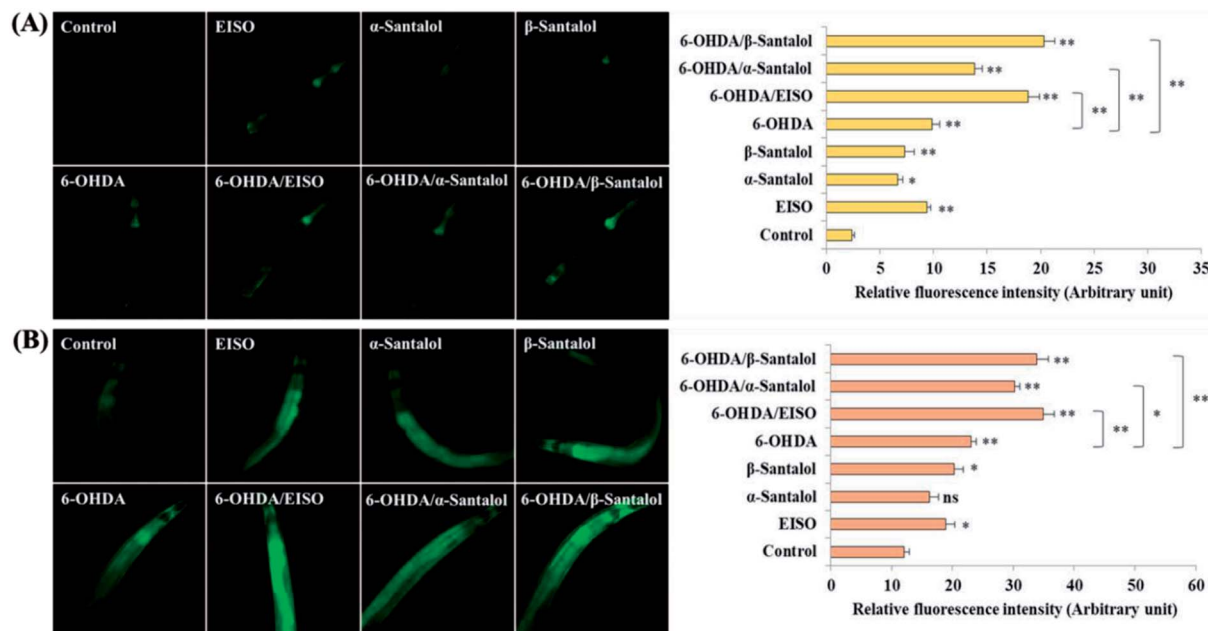 (A)
Control
EISO
α-Santalol
β-Santalol
6-OHDA
6-OHDA/EISO
6-OHDA/α-Santalol
6-OHDA/β-Santalol
6-OHDA/β-Santalol
**
6-OHDA/α-Santalol
**
6-OHDA/EISO
**
6-OHDA
**
β-Santalol
**
α-Santalol
*
EISO
**
Control
**
**
**
0 5 10 15 20 25 30 35
Relative fluorescence intensity (Arbitrary unit)
(B)
Control
EISO
α-Santalol
β-Santalol
6-OHDA
6-OHDA/EISO
6-OHDA/α-Santalol
6-OHDA/β-Santalol
6-OHDA/β-Santalol
**
6-OHDA/α-Santalol
**
6-OHDA/EISO
**
6-OHDA
**
β-Santalol
*
α-Santalol
ns
EISO
*
Control
**
*
**
0 10 20 30 40 50 60
Relative fluorescence intensity (Arbitrary unit)